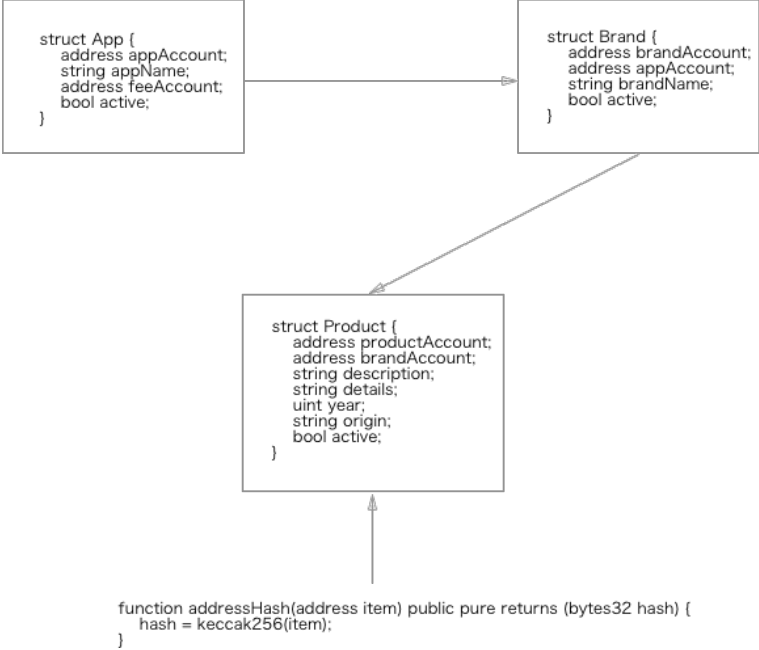 struct App {
address appAccount;
string appName;
address feeAccount;
bool active;
}
struct Brand {
address brandAccount;
address appAccount;
string brandName;
bool active;
}
struct Product {
address productAccount;
address brandAccount;
string description;
string details;
uint year;
string origin;
bool active;
}
function addressHash(address item) public pure returns (bytes32 hash) {
hash = keccak256(item);
}